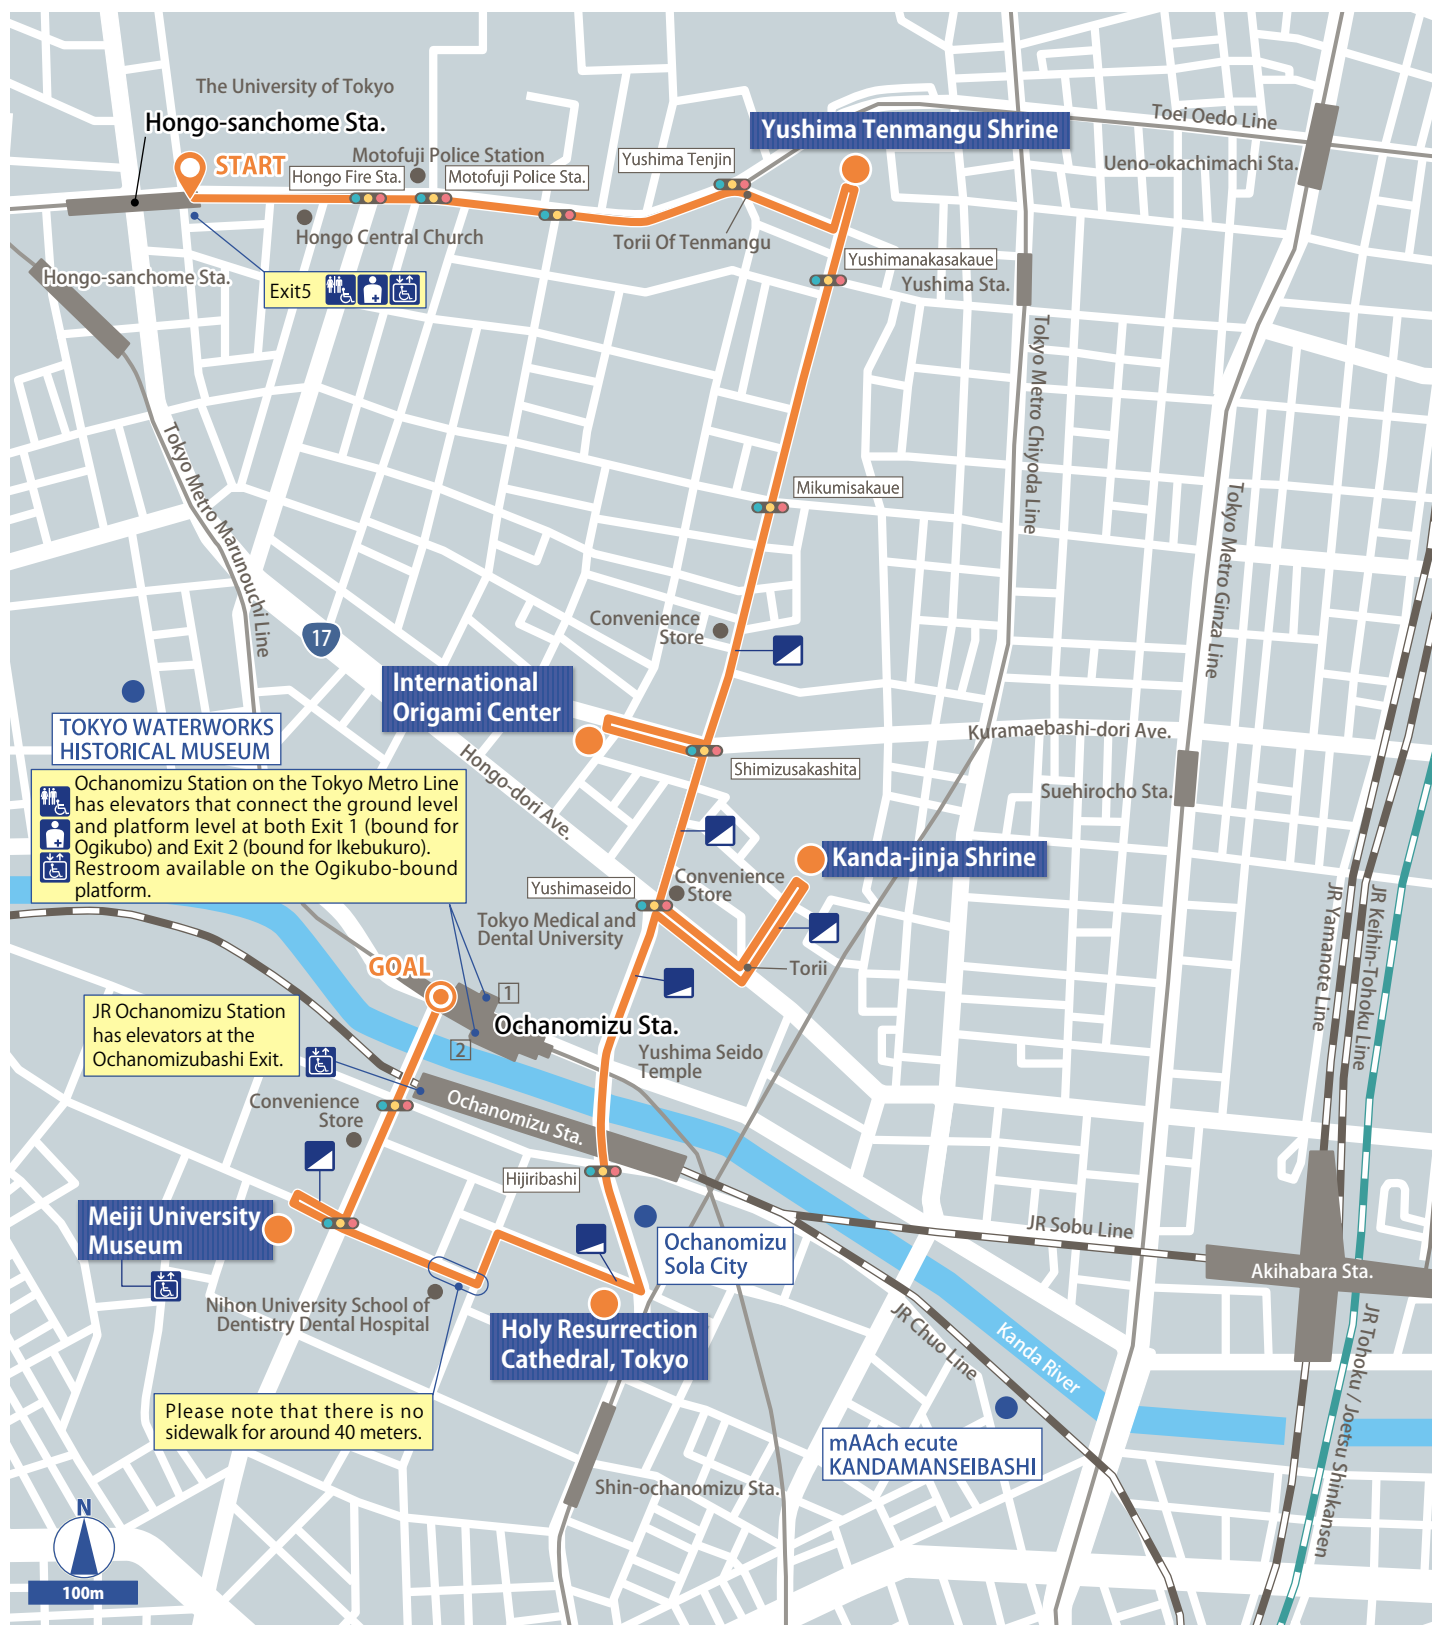 The University of Tokyo
Hongo-sanchome Sta.
START
Motofuji Police Station
Hongo Fire Sta.
Motofuji Police Sta.
Yushima Tenjin
Yushima Tenmangu Shrine
Toei Oedo Line
Ueno-okachimachi Sta.
Hongo Central Church
Torii Of Tenmangu
Hongo-sanchome Sta.
Exit5
Yushimanakasakaue
Yushima Sta.
Tokyo Metro Chiyoda Line
Tokyo Metro Marunouchi Line
Mikumisakaue
Tokyo Metro Ginza Line
Convenience
Store
17
International
Origami Center
TOKYO WATERWORKS
HISTORICAL MUSEUM
Kuramaebashi-dori Ave.
Shimizusakashita
Hongo-dori Ave.
Suehirocho Sta.
Ochanomizu Station on the Tokyo Metro Line
has elevators that connect the ground level
and platform level at both Exit 1 (bound for
Ogikubo) and Exit 2 (bound for Ikebukuro).
Restroom available on the Ogikubo-bound
platform.
Kanda-jinja Shrine
Convenience
Store
Yushimaseido
Tokyo Medical and
Dental University
JR Yamanote Line
JR Keihin-Tohoku Line
Torii
GOAL
1
Ochanomizu Sta.
2
JR Ochanomizu Station
has elevators at the
Ochanomizubashi Exit.
Yushima Seido
Temple
Convenience
Store
Ochanomizu Sta.
Hijiribashi
Meiji University
Museum
Ochanomizu
Sola City
JR Sobu Line
Akihabara Sta.
Nihon University School of
Dentistry Dental Hospital
Holy Resurrection
Cathedral, Tokyo
JR Chuo Line
Kanda River
JR Tohoku / Joetsu Shinkansen
Please note that there is no
sidewalk for around 40 meters.
mAAch ecute
KANDAMANSEIBASHI
Shin-ochanomizu Sta.
N
100m